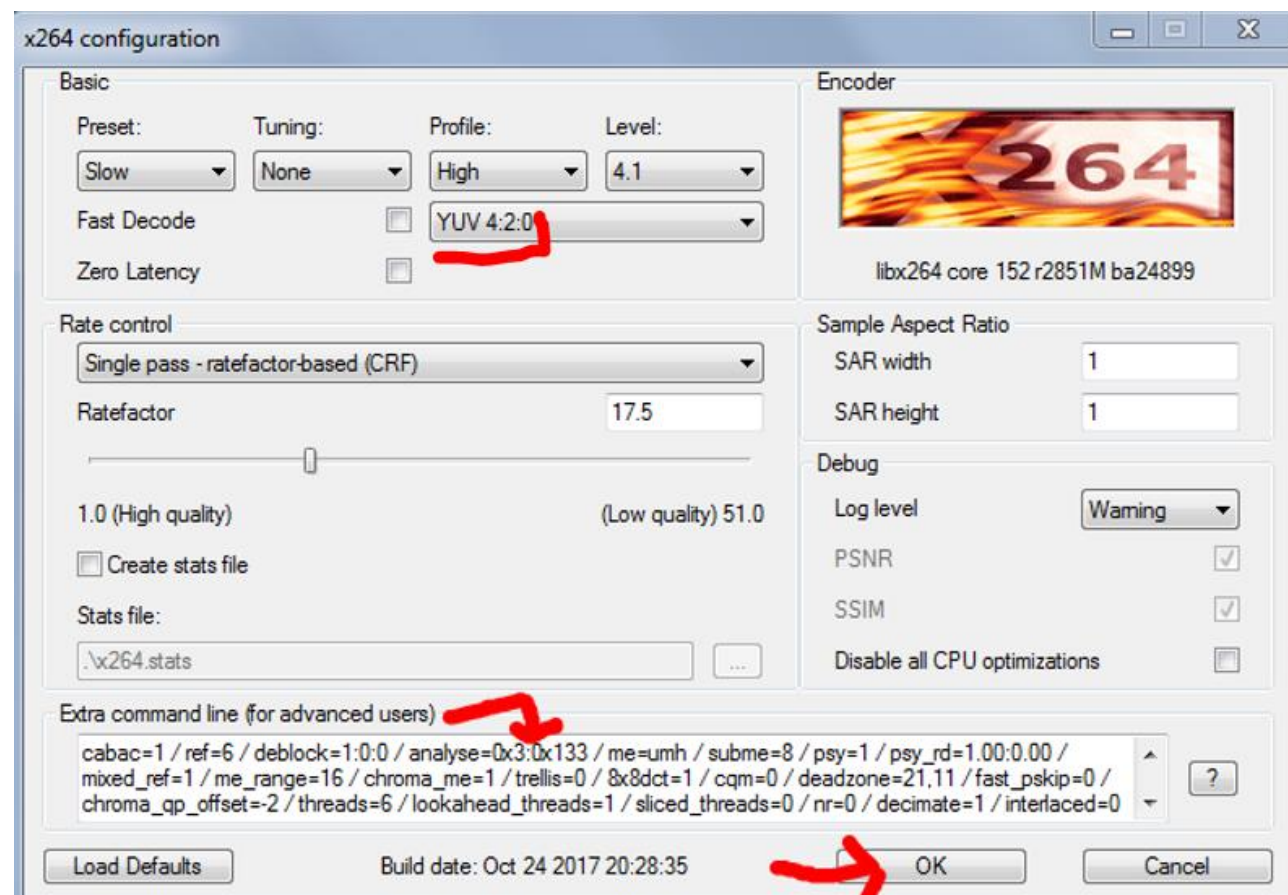 x264 configuration
Basic
Encoder
Preset: Tuning: Profile: Level:
Slow None High 4.1
264
Fast Decode YUV 4:2:0
Zero Latency
libx264 core 152 r2851M ba24899
Rate control
Sample Aspect Ratio
Single pass - ratefactor-based (CRF)
SAR width 1
Ratefactor 17.5
SAR height 1
Debug
1.0 (High quality) (Low quality) 51.0
Log level Warning
Create stats file
PSNR
Stats file:
SSIM
.\x264.stats ...
Disable all CPU optimizations
Extra command line (for advanced users)
cabac=1 / ref=6 / deblock=1:0:0 / analyse=0x3:0x133 / me=umh / subme=8 / psy=1 / psy_rd=1.00:0.00 /
mixed_ref=1 / me_range=16 / chroma_me=1 / trellis=0 / 8x8dct=1 / cqm=0 / deadzone=21,11 / fast_pskip=0 /
chroma_qp_offset=-2 / threads=6 / lookahead_threads=1 / sliced_threads=0 / nr=0 / decimate=1 / interlaced=0
?
Load Defaults Build date: Oct 24 2017 20:28:35 OK Cancel